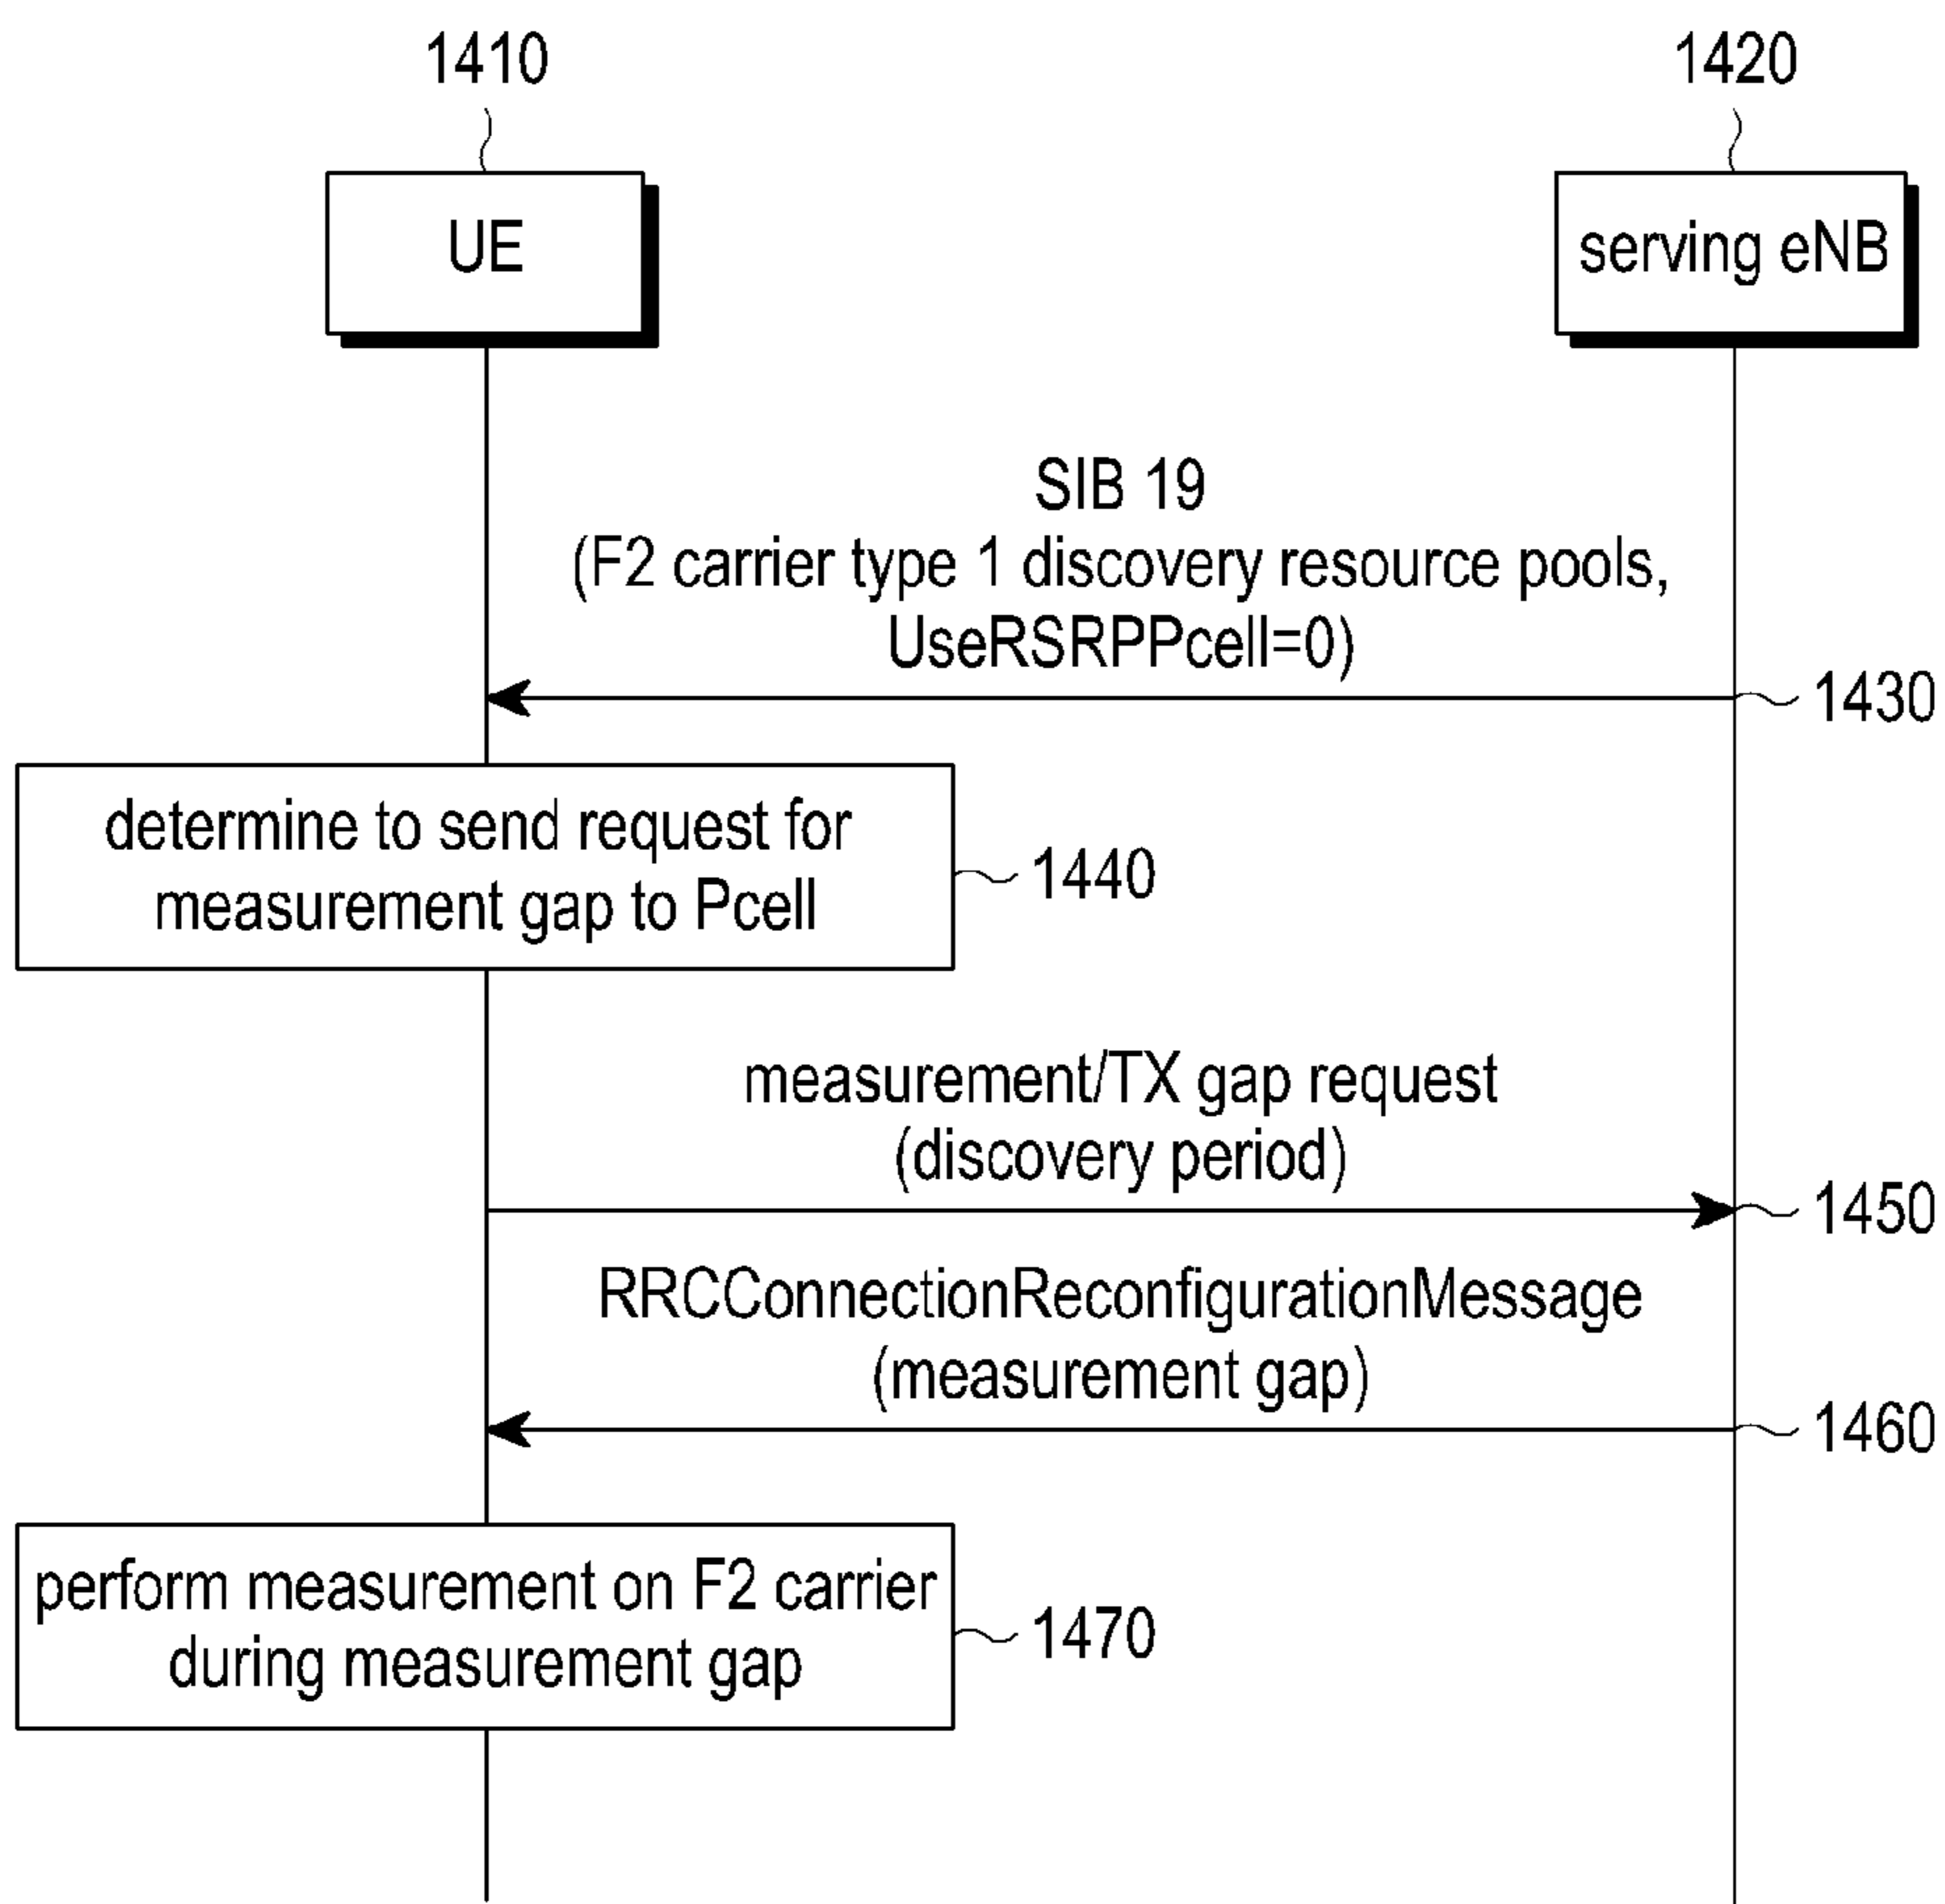 1410
1420
UE
serving eNB
SIB 19
(F2 carrier type 1 discovery resource pools,
UseRSRPPcell=0)
1430
determine to send request for
measurement gap to Pcell
1440
measurement/TX gap request
(discovery period)
1450
RRCConnectionReconfigurationMessage
(measurement gap)
1460
perform measurement on F2 carrier
during measurement gap
1470